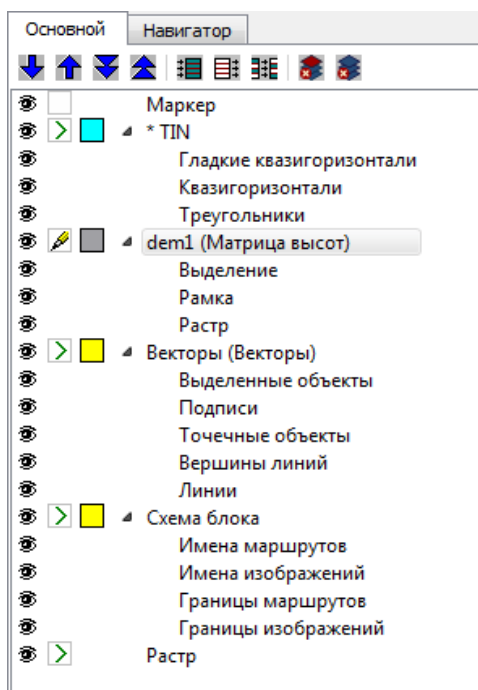 Основной Навигатор
Маркер
* TIN
Гладкие квазигоризонтали
Квазигоризонтали
Треугольники
dem1 (Матрица высот)
Выделение
Рамка
Растр
Векторы (Векторы)
Выделенные объекты
Подписи
Точечные объекты
Вершины линий
Линии
Схема блока
Имена маршрутов
Имена изображений
Границы маршрутов
Границы изображений
Растр